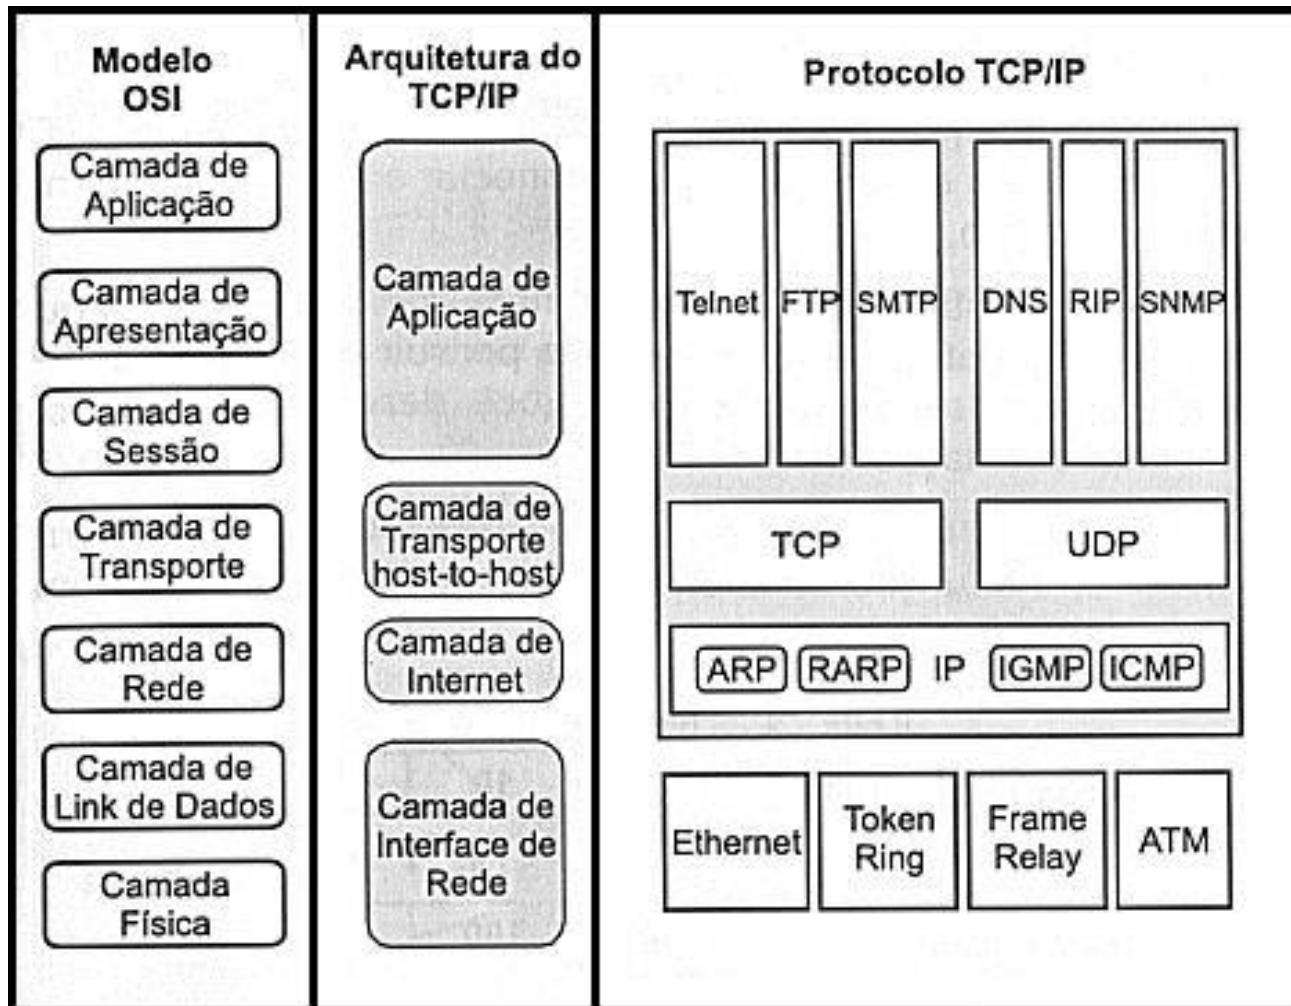 Modelo
OSI
Camada de
Aplicação
Camada de
Apresentação
Camada de
Sessão
Camada de
Transporte
Camada de
Rede
Camada de
Link de Dados
Camada
Física
Arquitetura do
TCP/IP
Camada de
Aplicação
Camada de
Transporte
host-to-host
Camada de
Internet
Camada de
Interface de
Rede
Protocolo TCP/IP
Telnet FTP SMTP DNS RIP SNMP
TCP UDP
ARP RARP IP IGMP ICMP
Ethernet
Token
Ring
Frame
Relay
ATM